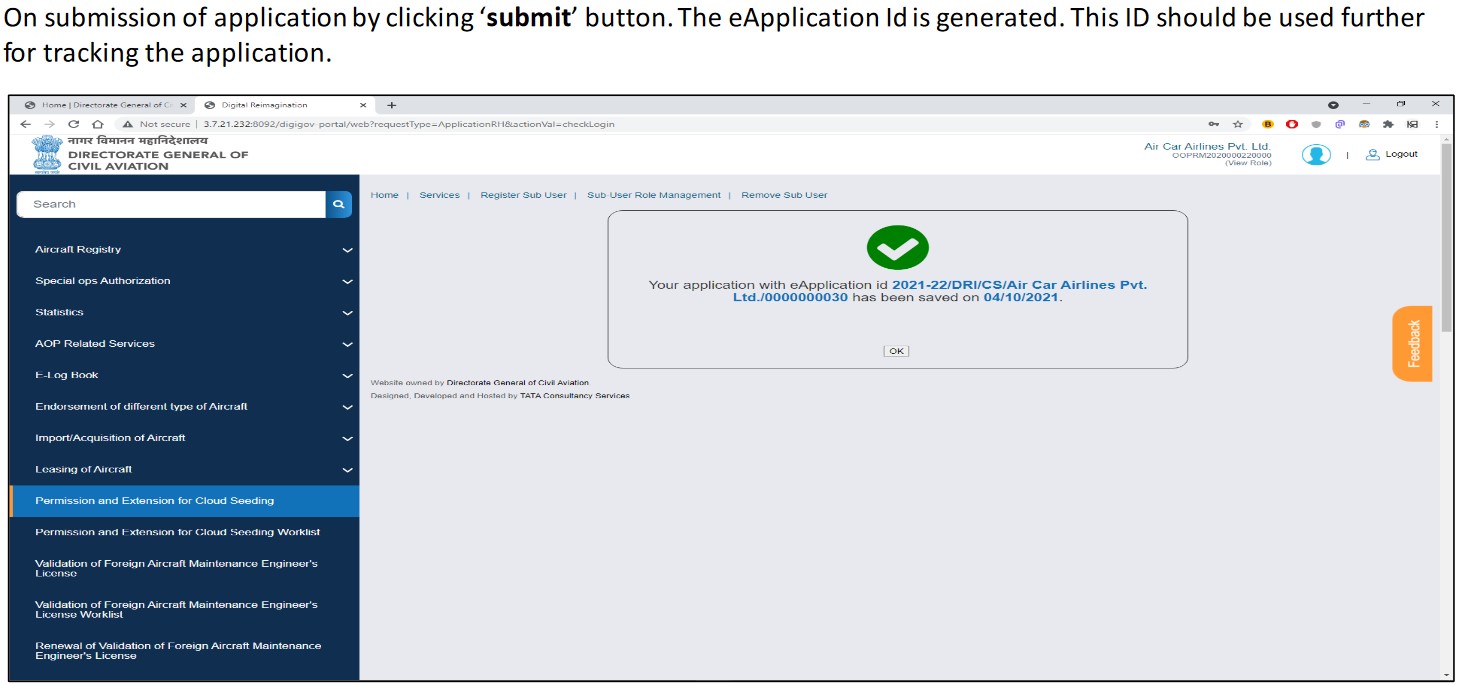 On submission of application by clicking ‘submit’ button. The eApplication Id is generated. This ID should be used further
for tracking the application.
Home | Directorate General of Ci
Digital Reimagination
Not secure | 3.7.21.232:8092/digigov-portal/web?requestType=ApplicationRH&actionVal=checkLogin
नागर विमानन महानिदेशालय
DIRECTORATE GENERAL OF
CIVIL AVIATION
Air Car Airlines Pvt. Ltd.
OOPRM2020000220000
(View Role)
| Logout
Search
Home | Services | Register Sub User | Sub-User Role Management | Remove Sub User
Aircraft Registry
Special ops Authorization
Statistics
AOP Related Services
E-Log Book
Endorsement of different type of Aircraft
Import/Acquisition of Aircraft
Leasing of Aircraft
Permission and Extension for Cloud Seeding
Permission and Extension for Cloud Seeding Worklist
Validation of Foreign Aircraft Maintenance Engineer's
License
Validation of Foreign Aircraft Maintenance Engineer's
License Worklist
Renewal of Validation of Foreign Aircraft Maintenance
Engineer's License
Your application with eApplication id 2021-22/DRI/CS/Air Car Airlines Pvt.
Ltd./0000000030 has been saved on 04/10/2021.
OK
Website owned by Directorate General of Civil Aviation
Designed, Developed and Hosted by TATA Consultancy Services
Feedback